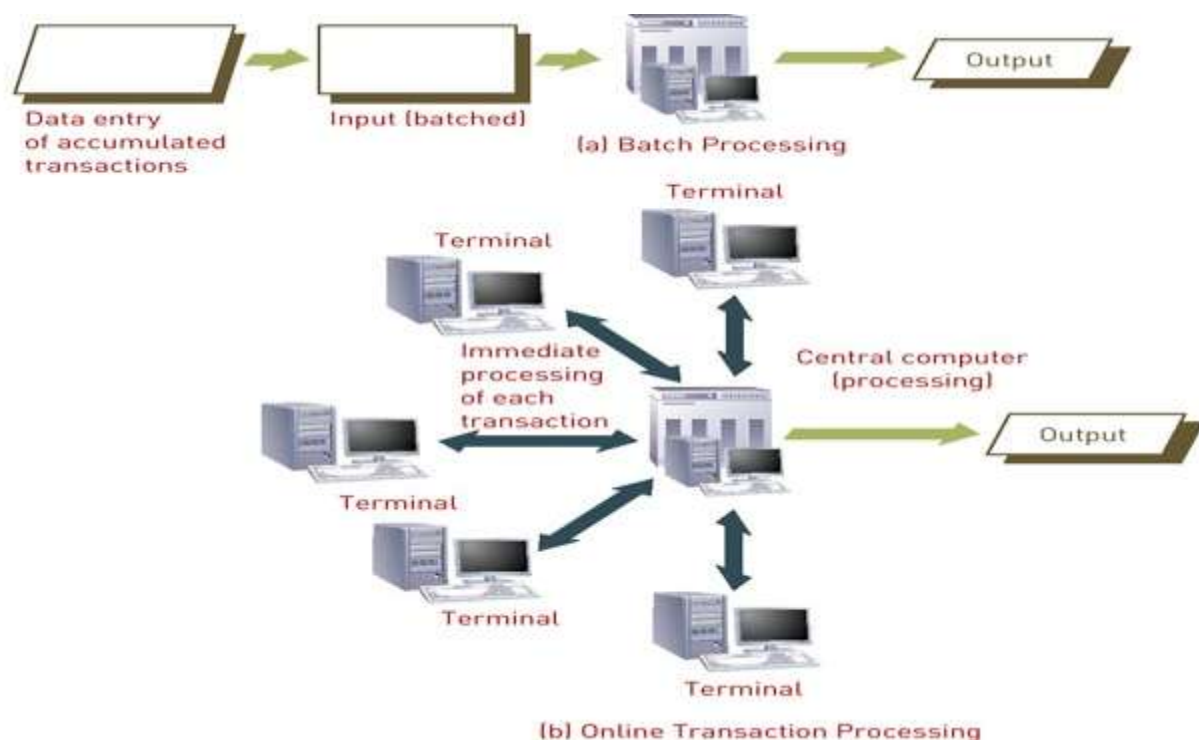 Output
Data entry
of accumulated
transactions
Input (batched)
(a) Batch Processing
Terminal
Terminal
Immediate
processing
of each
transaction
Central computer
(processing)
Output
Terminal
Terminal
Terminal
(b) Online Transaction Processing